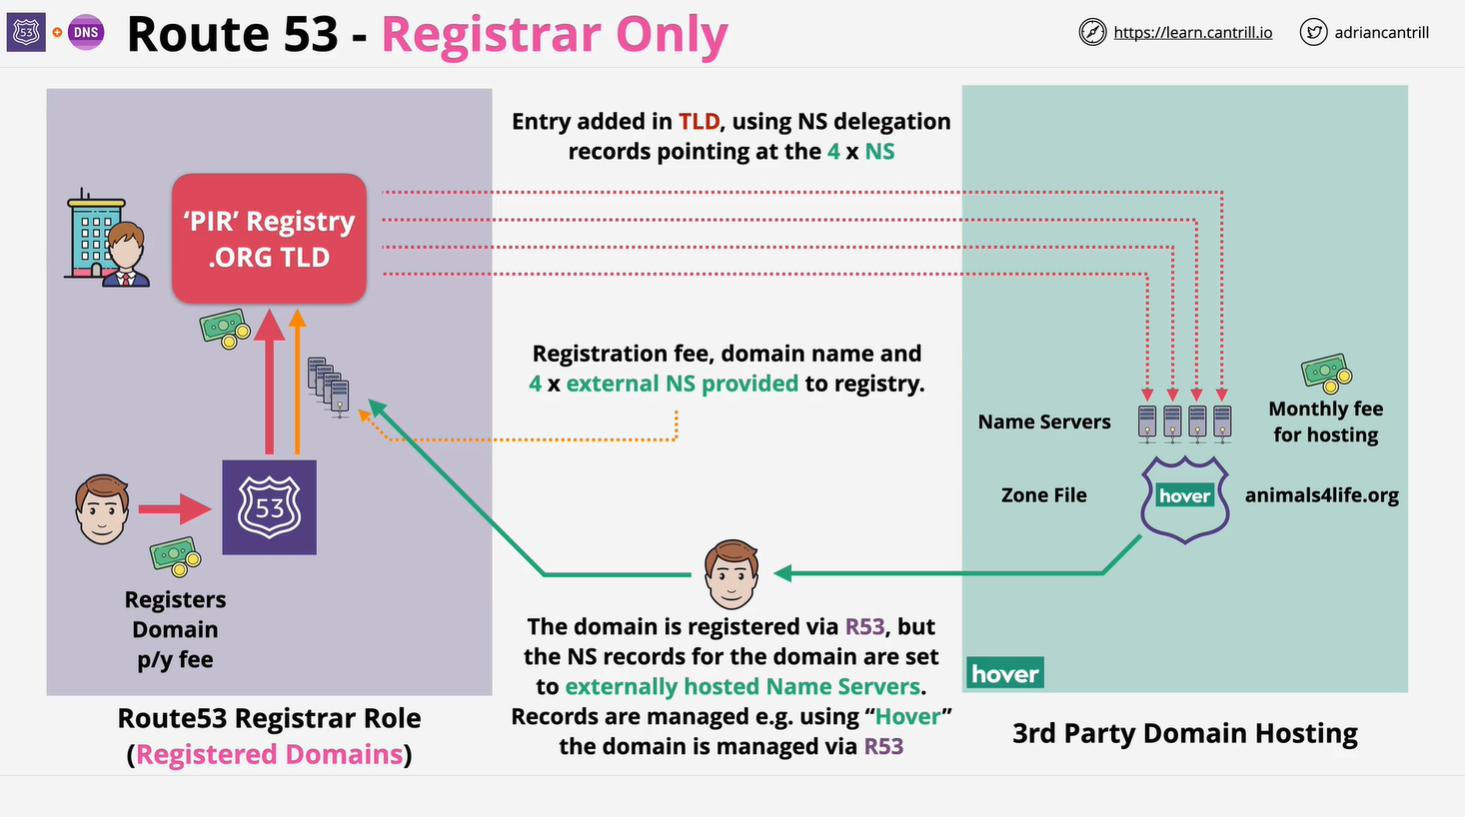 53
DNS
Route 53 - Registrar Only
https://learn.cantrill.io
adriancantrill
Entry added in TLD, using NS delegation
records pointing at the 4 x NS
‘PIR’ Registry
.ORG TLD
Registration fee, domain name and
4 x external NS provided to registry.
Name Servers
Monthly fee
for hosting
Zone File
hover
animals4life.org
53
Registers
Domain
p/y fee
The domain is registered via R53, but
the NS records for the domain are set
to externally hosted Name Servers.
Records are managed e.g. using “Hover”
the domain is managed via R53
hover
Route53 Registrar Role
(Registered Domains)
3rd Party Domain Hosting